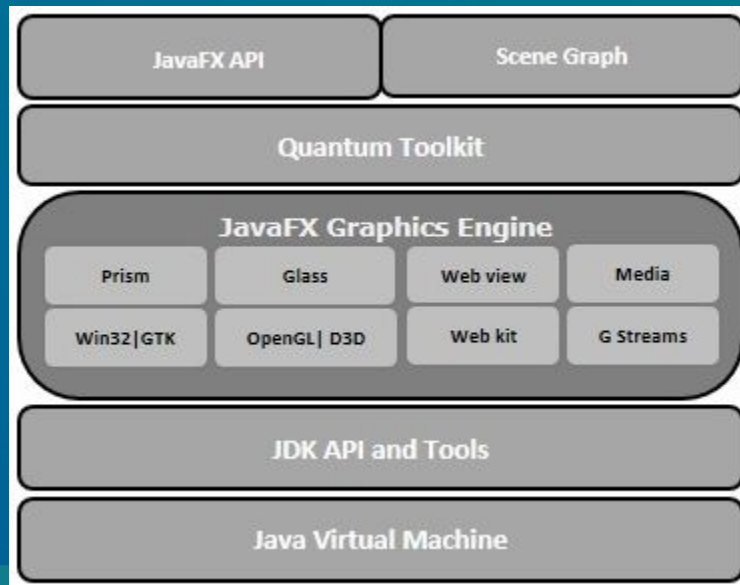 JavaFX API Scene Graph
Quantum Toolkit
JavaFX Graphics Engine
Prism Glass Web view Media
Win32|GTK OpenGL| D3D Web kit G Streams
JDK API and Tools
Java Virtual Machine